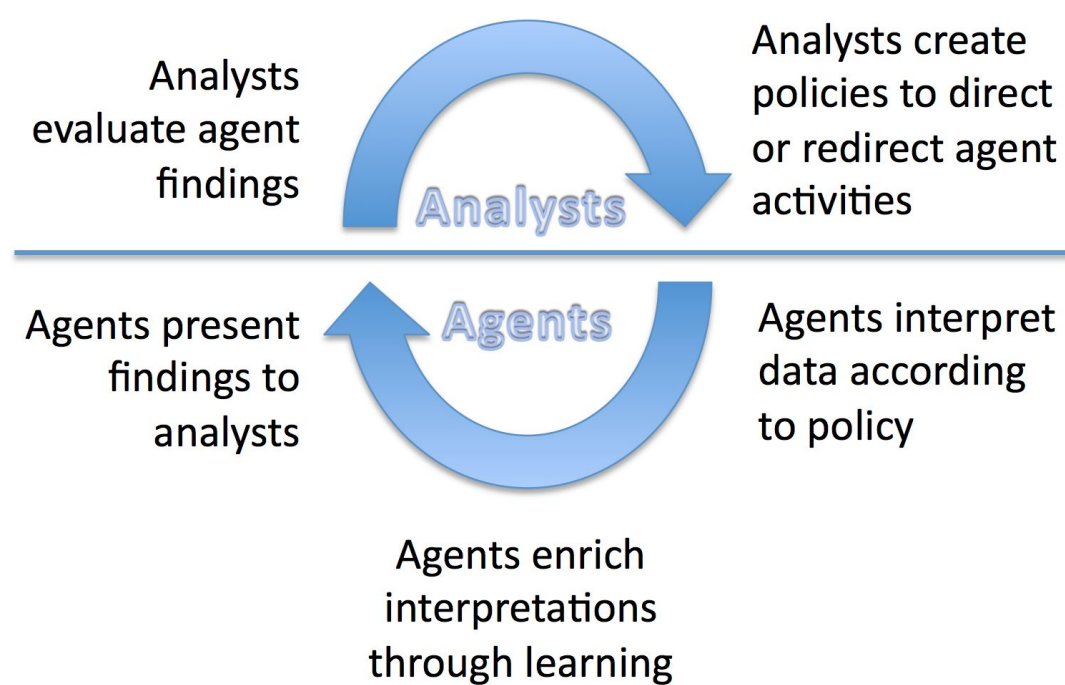 Analysts
evaluate agent
findings
Analysts create
policies to direct
or redirect agent
activities
Analysts
Agents
Agents present
findings to
analysts
Agents interpret
data according
to policy
Agents enrich
interpretations
through learning